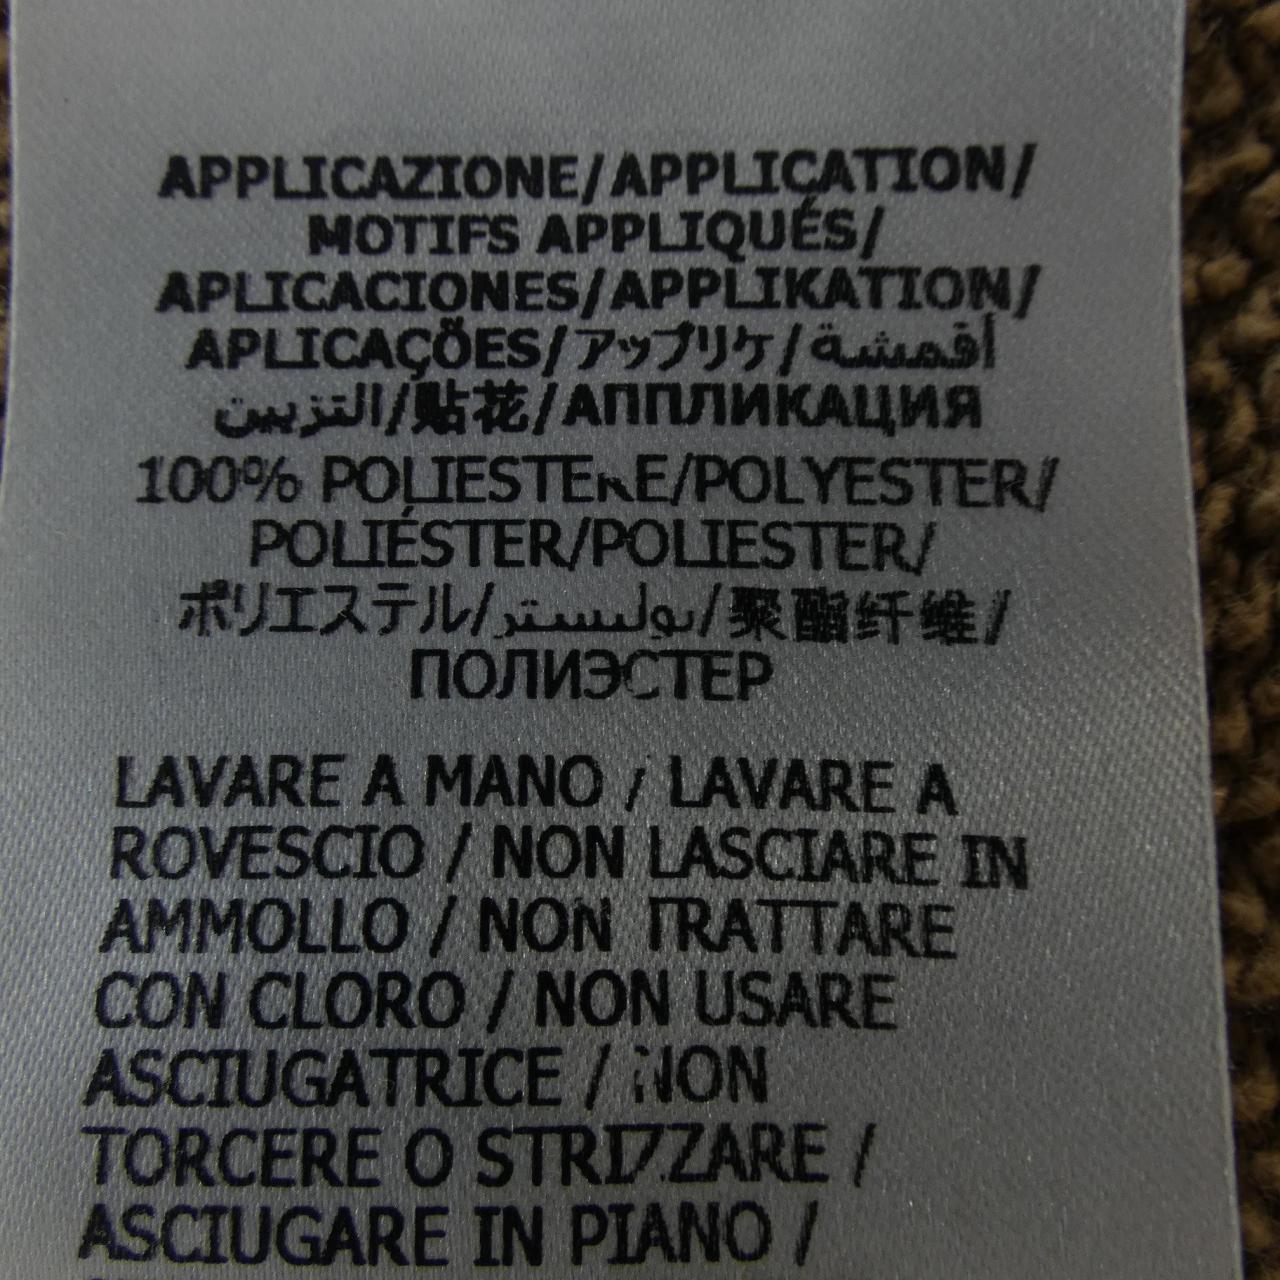 APPLICAZIONE/APPLICATION/
MOTIFS APPLIQUÉS/
APLICACIONES/APPLIKATION/
APLICAÇÕES/アップリケ/أقمشة
التزيين/贴花/АППЛИКАЦИЯ
100% POLIESTERE/POLYESTER/
POLIÉSTER/POLIESTER/
ポリエステル/بوليستر/聚酯纤维/
ПОЛИЭСТЕР
LAVARE A MANO / LAVARE A
ROVESCIO / NON LASCIARE IN
AMMOLLO / NON TRATTARE
CON CLORO / NON USARE
ASCIUGATRICE / NON
TORCERE O STRIZZARE /
ASCIUGARE IN PIANO /